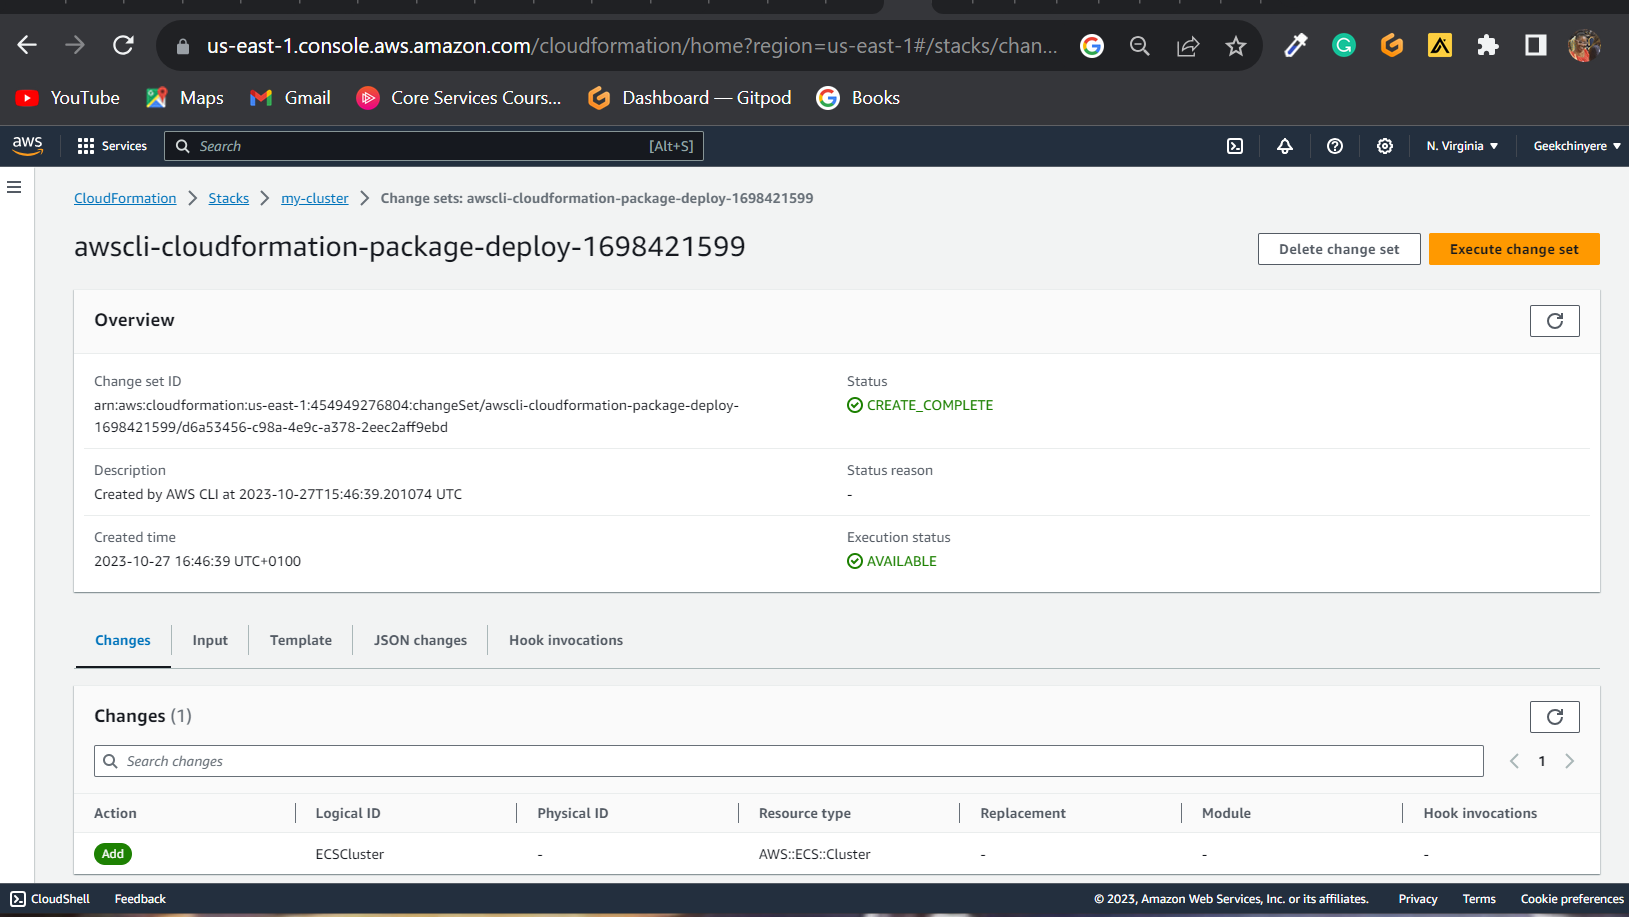 us-east-1.console.aws.amazon.com/cloudformation/home?region=us-east-1#/stacks/chan...
YouTube Maps Gmail Core Services Cours... Dashboard — Gitpod Books
aws Services Search [Alt+S] N. Virginia Geekchinyere
CloudFormation Stacks my-cluster Change sets: awscli-cloudformation-package-deploy-1698421599
awscli-cloudformation-package-deploy-1698421599
Delete change set Execute change set
Overview
Change set ID
arn:aws:cloudformation:us-east-1:454949276804:changeSet/awscli-cloudformation-package-deploy-
1698421599/d6a53456-c98a-4e9c-a378-2eec2aff9ebd
Status
CREATE_COMPLETE
Description
Created by AWS CLI at 2023-10-27T15:46:39.201074 UTC
Status reason
-
Created time
2023-10-27 16:46:39 UTC+0100
Execution status
AVAILABLE
Changes Input Template JSON changes Hook invocations
Changes (1)
Search changes
1
Action Logical ID Physical ID Resource type Replacement Module Hook invocations
Add ECSCluster - AWS::ECS::Cluster - - -
CloudShell Feedback © 2023, Amazon Web Services, Inc. or its affiliates. Privacy Terms Cookie preferences